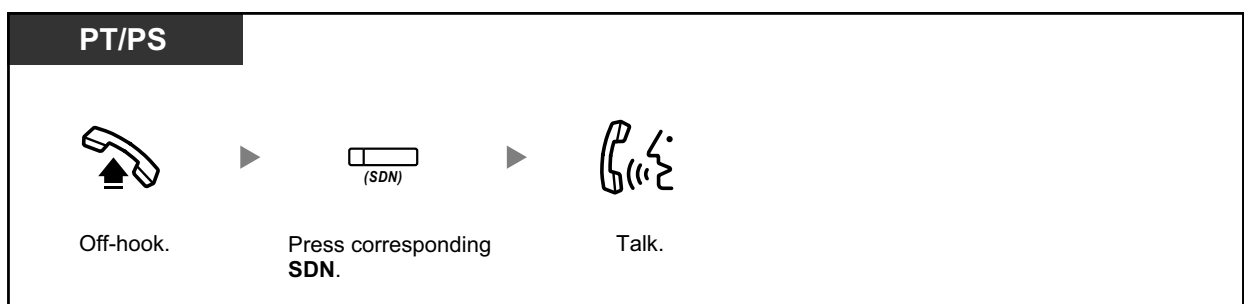 PT/PS
(SDN)
Off-hook.
Press corresponding
SDN.
Talk.